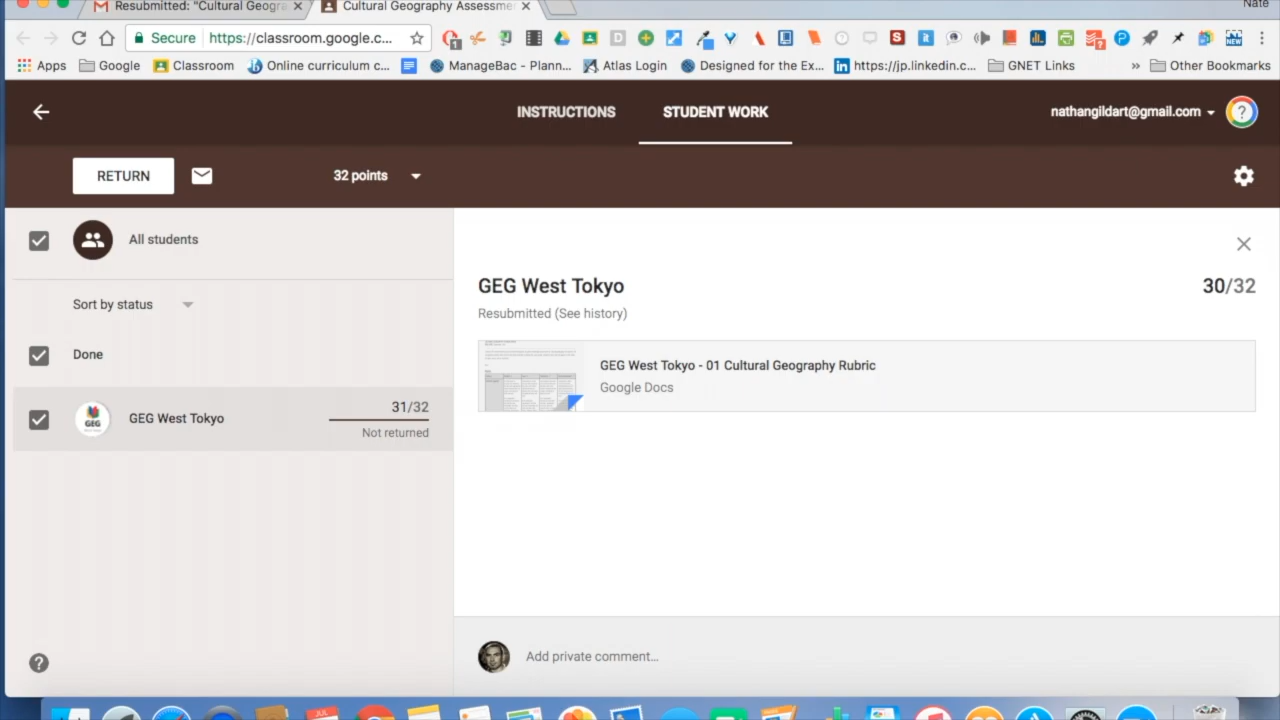 Nate
Resubmitted: "Cultural Geogra
Cultural Geography Assessmen
Secure
https://classroom.google.c...
Apps
Google
Classroom
Online curriculum c...
ManageBac - Plann...
Atlas Login
Designed for the Ex...
https://jp.linkedin.c...
GNET Links
»
Other Bookmarks
INSTRUCTIONS
STUDENT WORK
nathangildart@gmail.com
RETURN
32 points
All students
Sort by status
Done
GEG West Tokyo
31/32
Not returned
GEG
GEG West Tokyo
30/32
Resubmitted (See history)
GEG West Tokyo - 01 Cultural Geography Rubric
Google Docs
Add private comment...